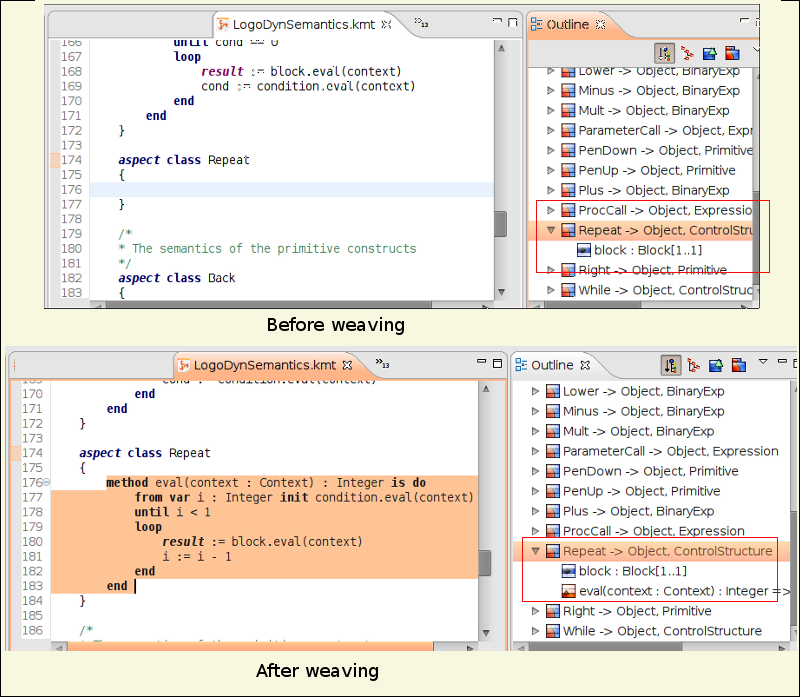 LogoDynSemantics.kmt
13
Outline
166 until cond == 0
167 loop
168 result := block.eval(context)
169 cond := condition.eval(context)
170 end
171 end
172 }
173
174 aspect class Repeat
175 {
176
177 }
178
179 /*
180 * The semantics of the primitive constructs
181 */
182 aspect class Back
183 {
Lower -> Object, BinaryExp
Minus -> Object, BinaryExp
Mult -> Object, BinaryExp
ParameterCall -> Object, Expr
PenDown -> Object, Primitive
PenUp -> Object, Primitive
Plus -> Object, BinaryExp
ProcCall -> Object, Expressio
Repeat -> Object, ControlStru
block : Block[1..1]
Right -> Object, Primitive
While -> Object, ControlStruc
Before weaving
LogoDynSemantics.kmt
13
Outline
169 cond := condition.eval(context)
170 end
171 end
172 }
173
174 aspect class Repeat
175 {
176 method eval(context : Context) : Integer is do
177 from var i : Integer init condition.eval(context)
178 until i < 1
179 loop
180 result := block.eval(context)
181 i := i - 1
182 end
183 end
184 }
185
186 /*
Lower -> Object, BinaryExp
Minus -> Object, BinaryExp
Mult -> Object, BinaryExp
ParameterCall -> Object, Expression
PenDown -> Object, Primitive
PenUp -> Object, Primitive
Plus -> Object, BinaryExp
ProcCall -> Object, Expression
Repeat -> Object, ControlStructure
block : Block[1..1]
eval(context : Context) : Integer =>
Right -> Object, Primitive
While -> Object, ControlStructure
After weaving